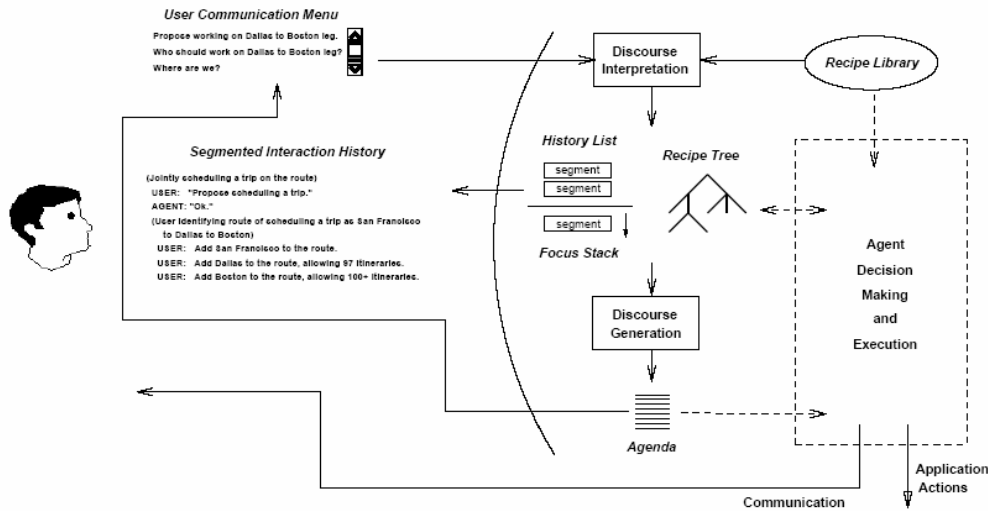 User Communication Menu
Propose working on Dallas to Boston leg.
Who should work on Dallas to Boston leg?
Where are we?
Discourse
Interpretation
Recipe Library
Segmented Interaction History
(Jointly scheduling a trip on the route)
USER: "Propose scheduling a trip."
AGENT: "Ok."
(User identifying route of scheduling a trip as San Francisco
to Dallas to Boston)
USER: Add San Francisco to the route.
USER: Add Dallas to the route, allowing 97 itineraries.
USER: Add Boston to the route, allowing 100+ itineraries.
History List
segment
segment
segment
Focus Stack
Recipe Tree
Discourse
Generation
Agenda
Agent
Decision
Making
and
Execution
Communication
Application
Actions